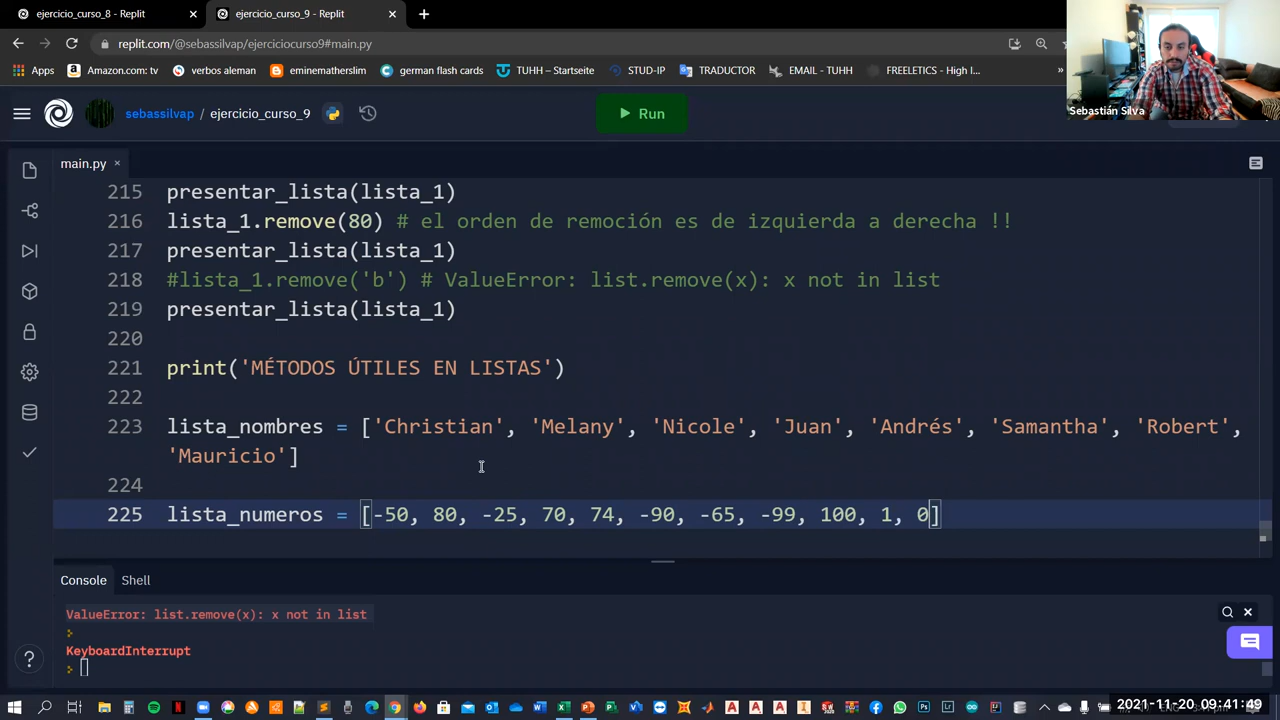 ejercicio_curso_8 - Replit
ejercicio_curso_9 - Replit
replit.com/@sebassilvap/ejerciciocurso9#main.py
Apps
Amazon.com: tv
verbos aleman
eminemathersIim
german flash cards
TUHH – Startseite
STUD-IP
TRADUCTOR
EMAIL - TUHH
FREELETICS - High I...
»
Sebastián Silva
sebassilvap / ejercicio_curso_9
Run
main.py
215 presentar_lista(lista_1)
216 lista_1.remove(80) # el orden de remoción es de izquierda a derecha !!
217 presentar_lista(lista_1)
218 #lista_1.remove('b') # ValueError: list.remove(x): x not in list
219 presentar_lista(lista_1)
220
221 print('MÉTODOS ÚTILES EN LISTAS')
222
223 lista_nombres = ['Christian', 'Melany', 'Nicole', 'Juan', 'Andrés', 'Samantha', 'Robert',
'Mauricio']
224
225 lista_numeros = [-50, 80, -25, 70, 74, -90, -65, -99, 100, 1, 0]
Console
Shell
ValueError: list.remove(x): x not in list
KeyboardInterrupt
2021-11-20 09:41:49